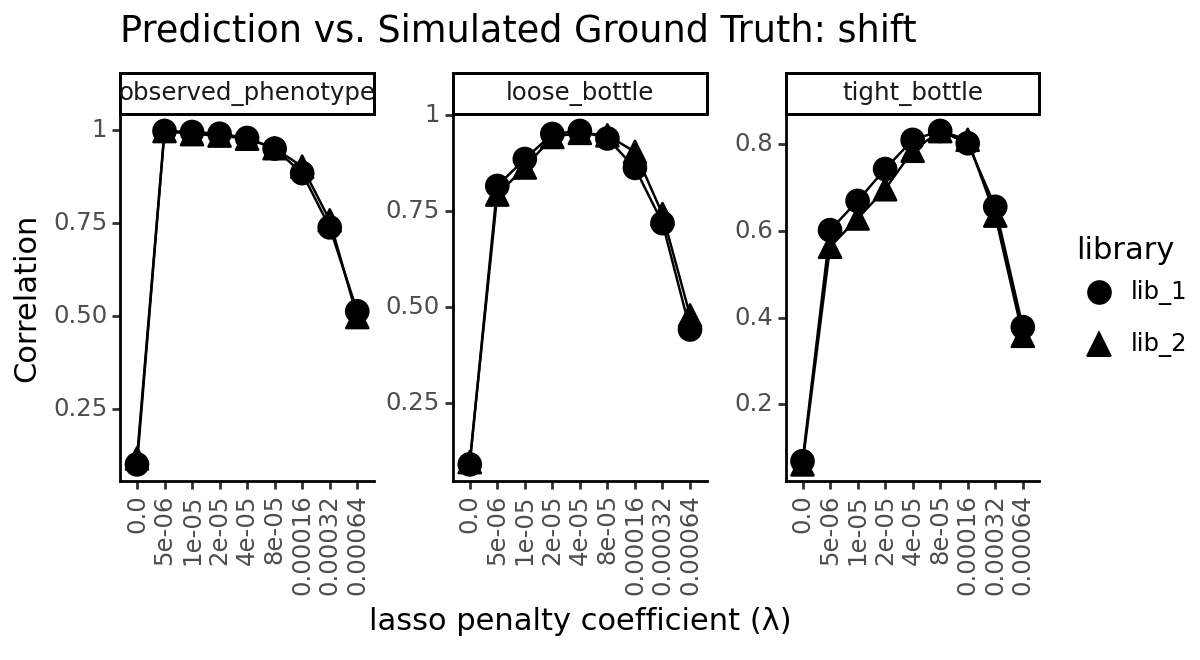 Prediction vs. Simulated Ground Truth: shift
observed_phenotype
loose_bottle
tight_bottle
Correlation
1
0.75
0.50
0.25
1
0.75
0.50
0.25
0.8
0.6
0.4
0.2
0.0
5e-06
1e-05
2e-05
4e-05
8e-05
0.00016
0.00032
0.00064
0.0
5e-06
1e-05
2e-05
4e-05
8e-05
0.00016
0.00032
0.00064
0.0
5e-06
1e-05
2e-05
4e-05
8e-05
0.00016
0.00032
0.00064
lasso penalty coefficient (λ)
library
lib_1
lib_2